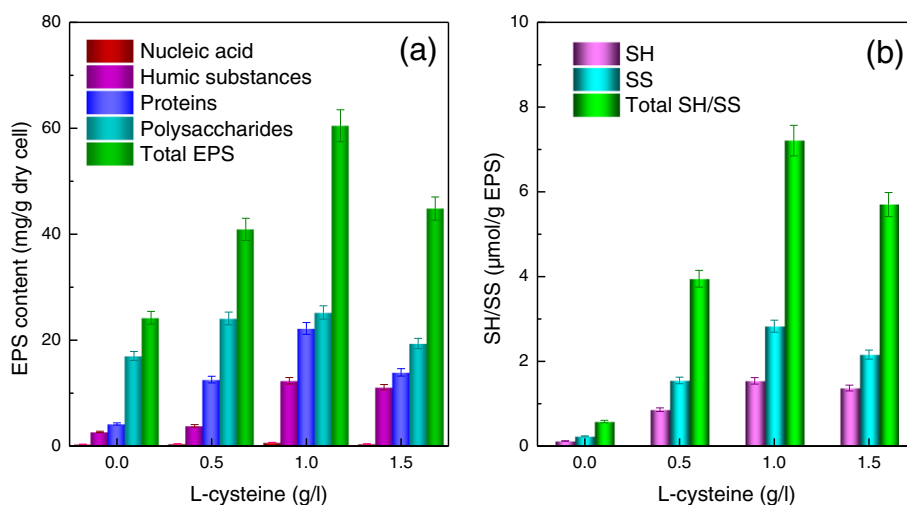 (a)
Nucleic acid
Humic substances
Proteins
Polysaccharides
Total EPS
EPS content (mg/g dry cell)
80
60
40
20
0
0.0 0.5 1.0 1.5
L-cysteine (g/l)
(b)
SH
SS
Total SH/SS
SH/SS (μmol/g EPS)
10
8
6
4
2
0
0.0 0.5 1.0 1.5
L-cysteine (g/l)